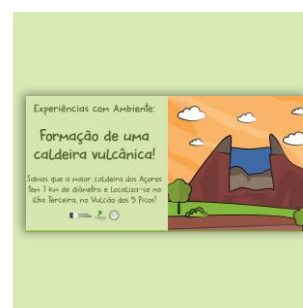 Experiências com Ambiente:
Formação de uma
caldeira vulcânica!
Sabias que a maior caldeira dos Açores
tem 7 km de diâmetro e localiza-se na
ilha Terceira, no Vulcão dos 5 Picos?